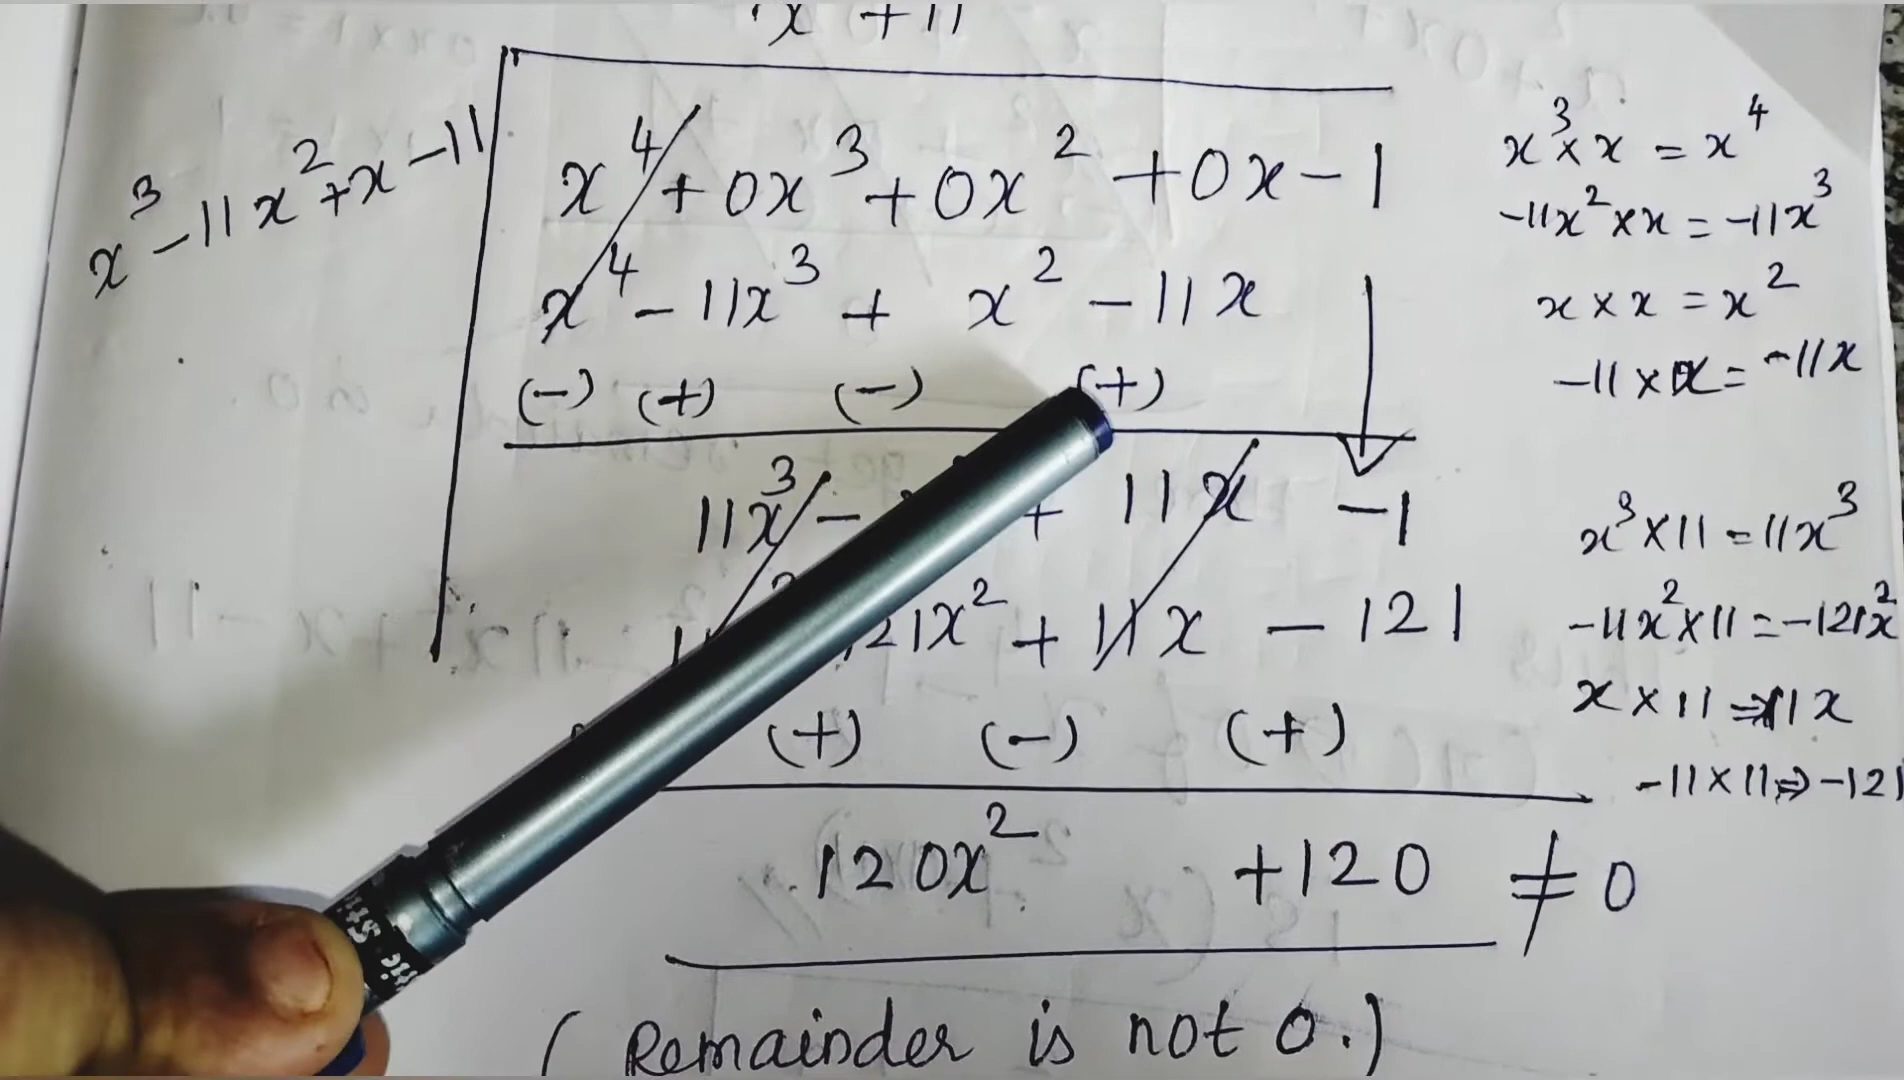 x + 11
x³ - 11x² + x - 11
x⁴ + 0x³ + 0x² + 0x - 1
x⁴ - 11x³ + x² - 11x
(-) (+) (-) (+)
11x³ - + 11x - 1
21x² + 11x - 121
(+) (-) (+)
120x² +120 ≠ 0
(Remainder is not 0.)
x³ × x = x⁴
-11x² × x = -11x³
x × x = x²
-11 × x = -11x
x³ × 11 = 11x³
-11x² × 11 = -121x²
x × 11 ⇒ 11x
-11 × 11 ⇒ -121